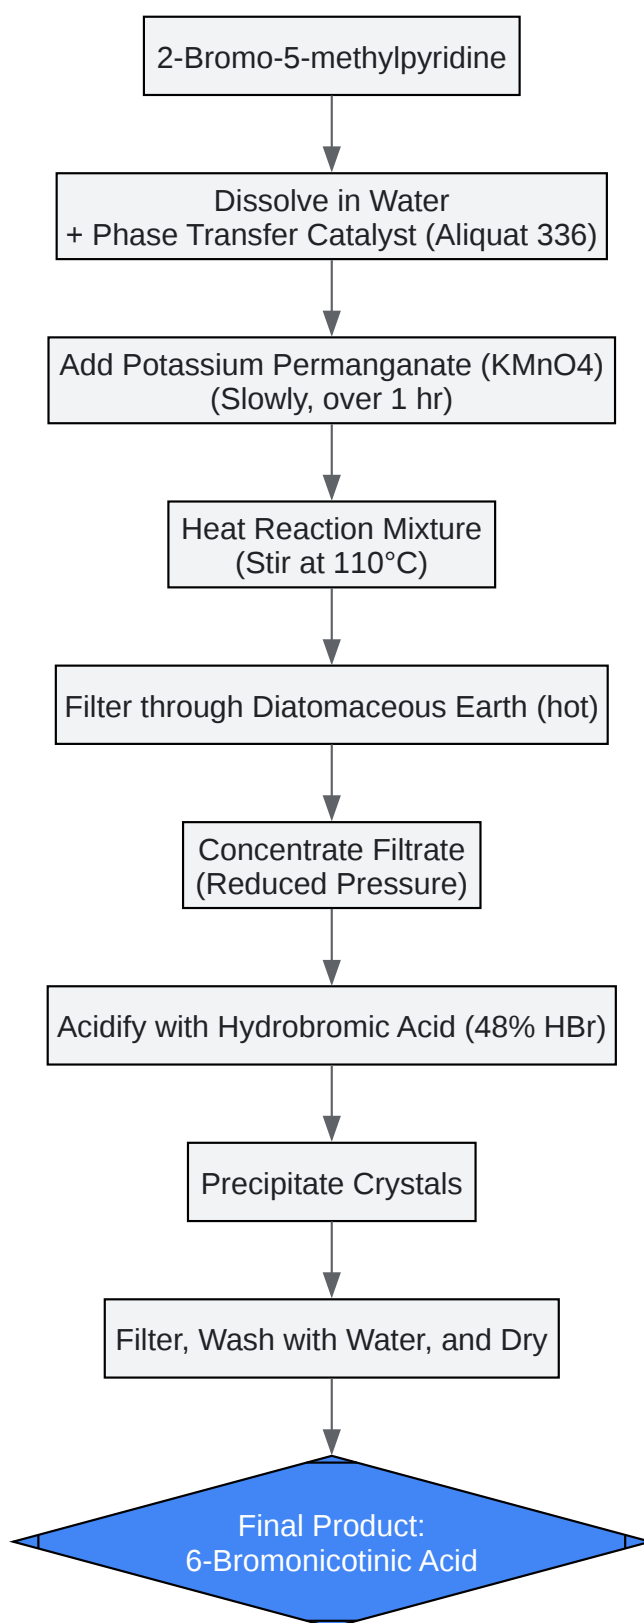 2-Bromo-5-methylpyridine
Dissolve in Water
+ Phase Transfer Catalyst (Aliquat 336)
Add Potassium Permanganate (KMnO4)
(Slowly, over 1 hr)
Heat Reaction Mixture
(Stir at 110°C)
Filter through Diatomaceous Earth (hot)
Concentrate Filtrate
(Reduced Pressure)
Acidify with Hydrobromic Acid (48% HBr)
Precipitate Crystals
Filter, Wash with Water, and Dry
Final Product:
6-Bromonicotinic Acid